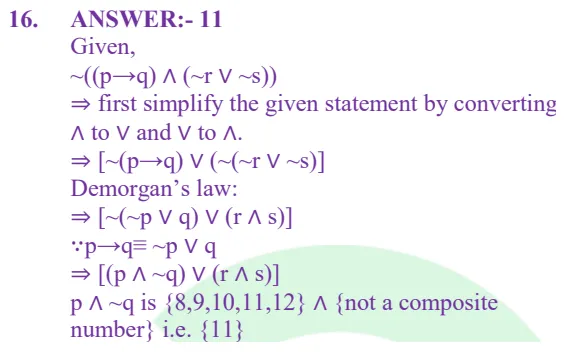 16. ANSWER:- 11
Given,
~((p→q) ∧ (~r ∨ ~s))
⇒ first simplify the given statement by converting
∧ to ∨ and ∨ to ∧.
⇒ [~(p→q) ∨ (~(~r ∨ ~s)]
Demorgan’s law:
⇒ [~(~p ∨ q) ∨ (r ∧ s)]
∵p→q≡ ~p ∨ q
⇒ [(p ∧ ~q) ∨ (r ∧ s)]
p ∧ ~q is {8,9,10,11,12} ∧ {not a composite
number} i.e. {11}